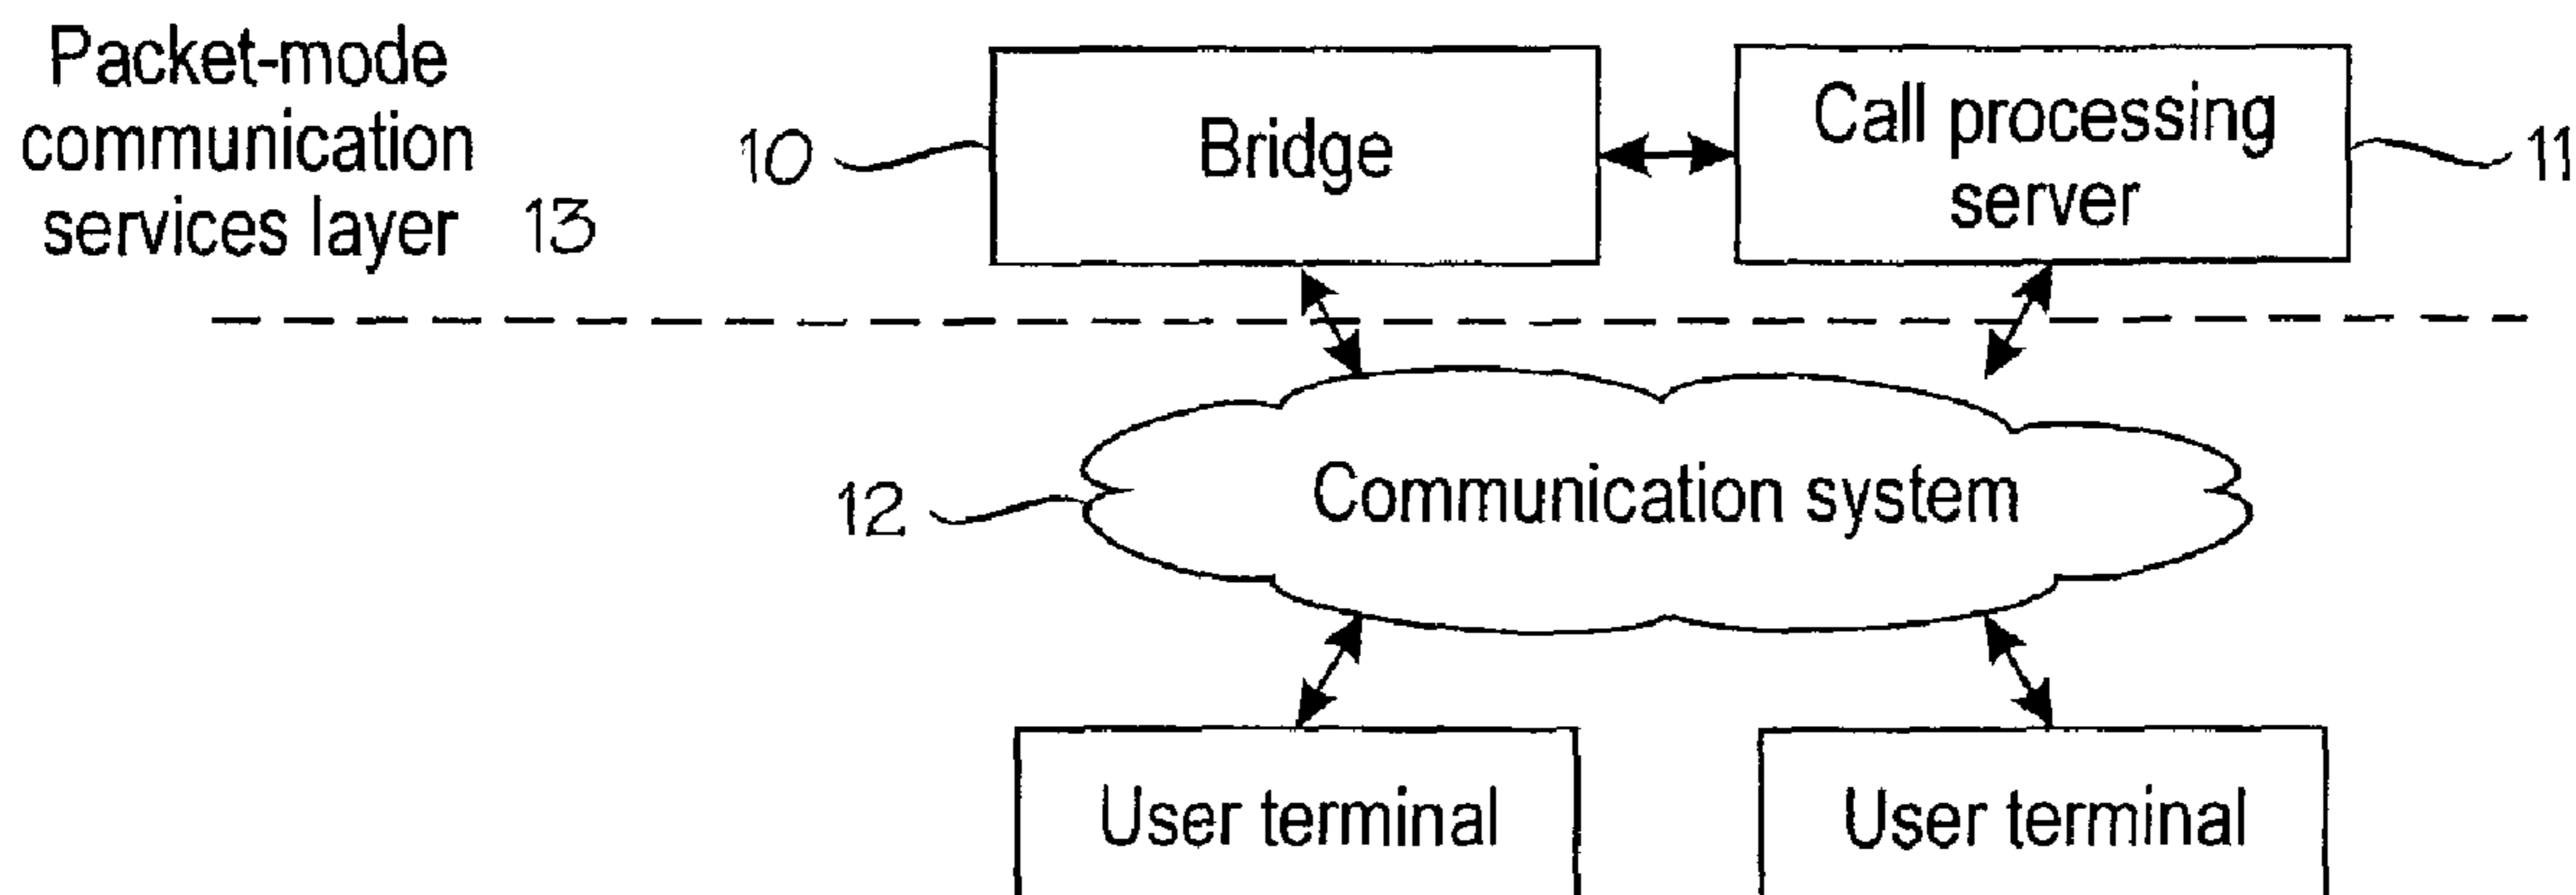 Packet-mode
communication
services layer 13
10
Bridge
Call processing
server
11
12
Communication system
User terminal
User terminal